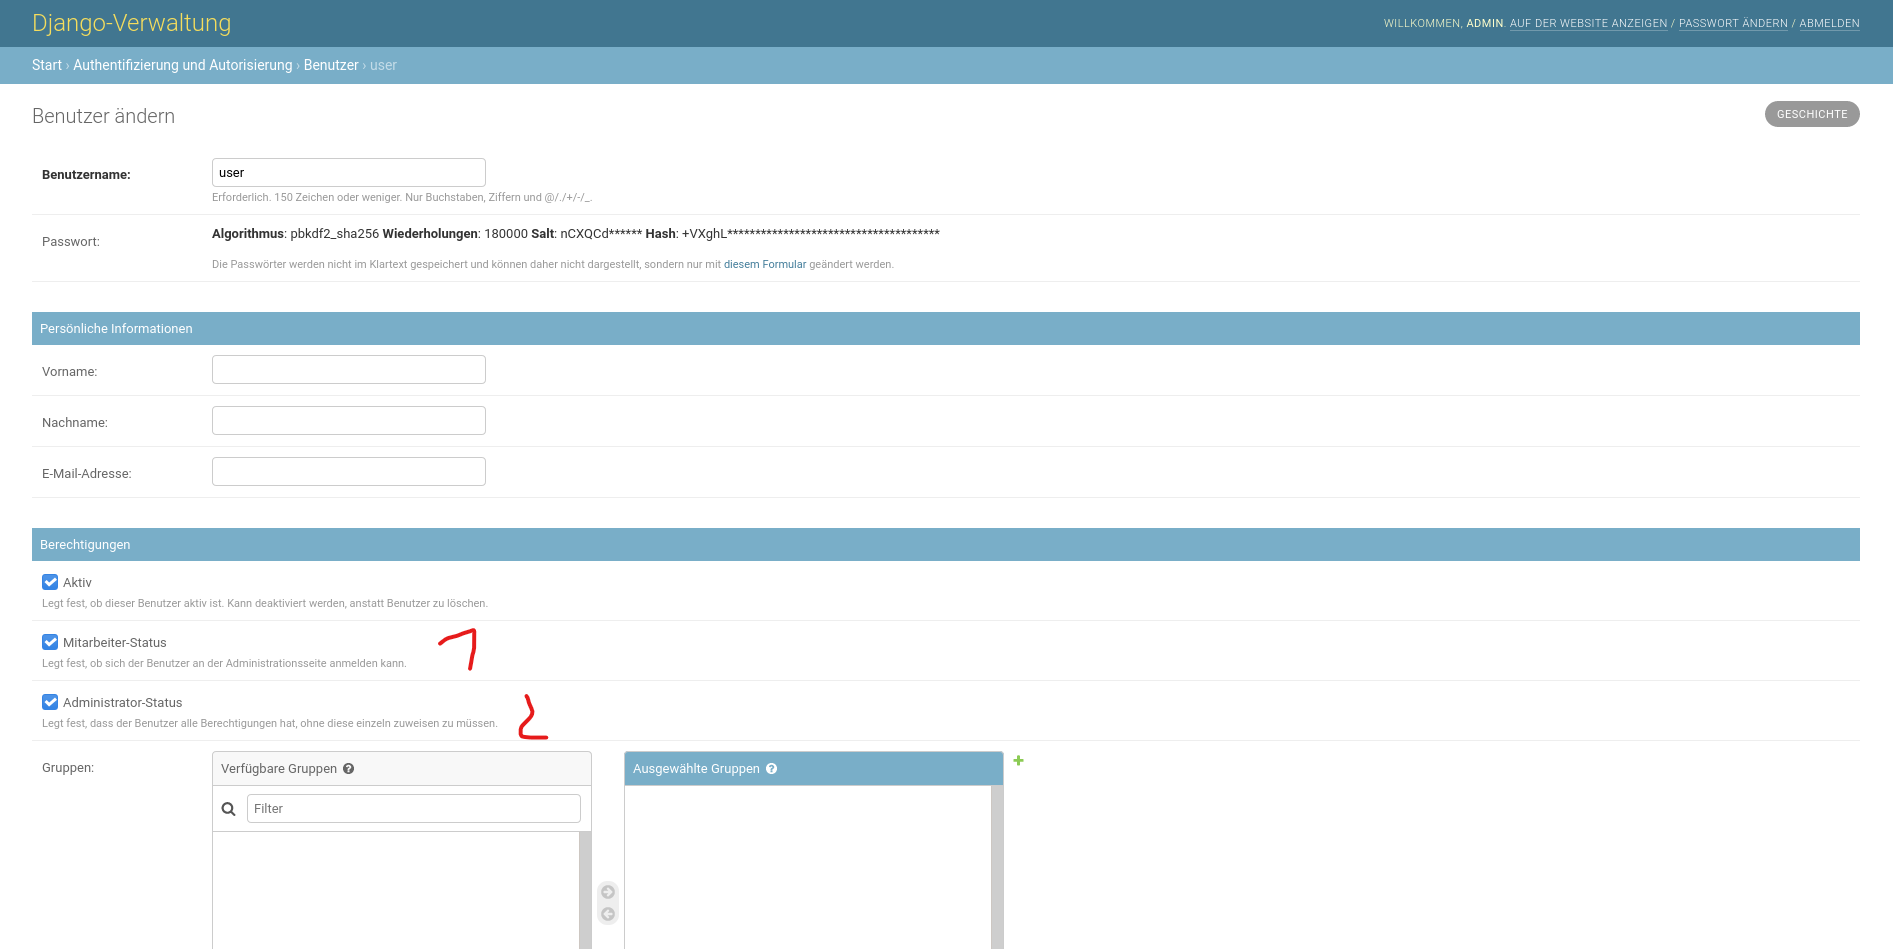 Django-Verwaltung
WILLKOMMEN, ADMIN. AUF DER WEBSITE ANZEIGEN / PASSWORT ÄNDERN / ABMELDEN
Start › Authentifizierung und Autorisierung › Benutzer › user
Benutzer ändern
GESCHICHTE
Benutzername:
user
Erforderlich. 150 Zeichen oder weniger. Nur Buchstaben, Ziffern und @/./+/-/_.
Passwort:
Algorithmus: pbkdf2_sha256 Wiederholungen: 180000 Salt: nCXQCd****** Hash: +VXghL**************************************
Die Passwörter werden nicht im Klartext gespeichert und können daher nicht dargestellt, sondern nur mit diesem Formular geändert werden.
Persönliche Informationen
Vorname:
Nachname:
E-Mail-Adresse:
Berechtigungen
Aktiv
Legt fest, ob dieser Benutzer aktiv ist. Kann deaktiviert werden, anstatt Benutzer zu löschen.
Mitarbeiter-Status
Legt fest, ob sich der Benutzer an der Administrationsseite anmelden kann.
1
Administrator-Status
Legt fest, dass der Benutzer alle Berechtigungen hat, ohne diese einzeln zuweisen zu müssen.
2
Gruppen:
Verfügbare Gruppen
Filter
Ausgewählte Gruppen